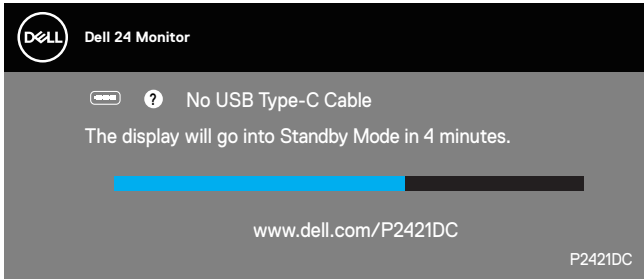 DELL
Dell 24 Monitor
? No USB Type-C Cable
The display will go into Standby Mode in 4 minutes.
www.dell.com/P2421DC
P2421DC